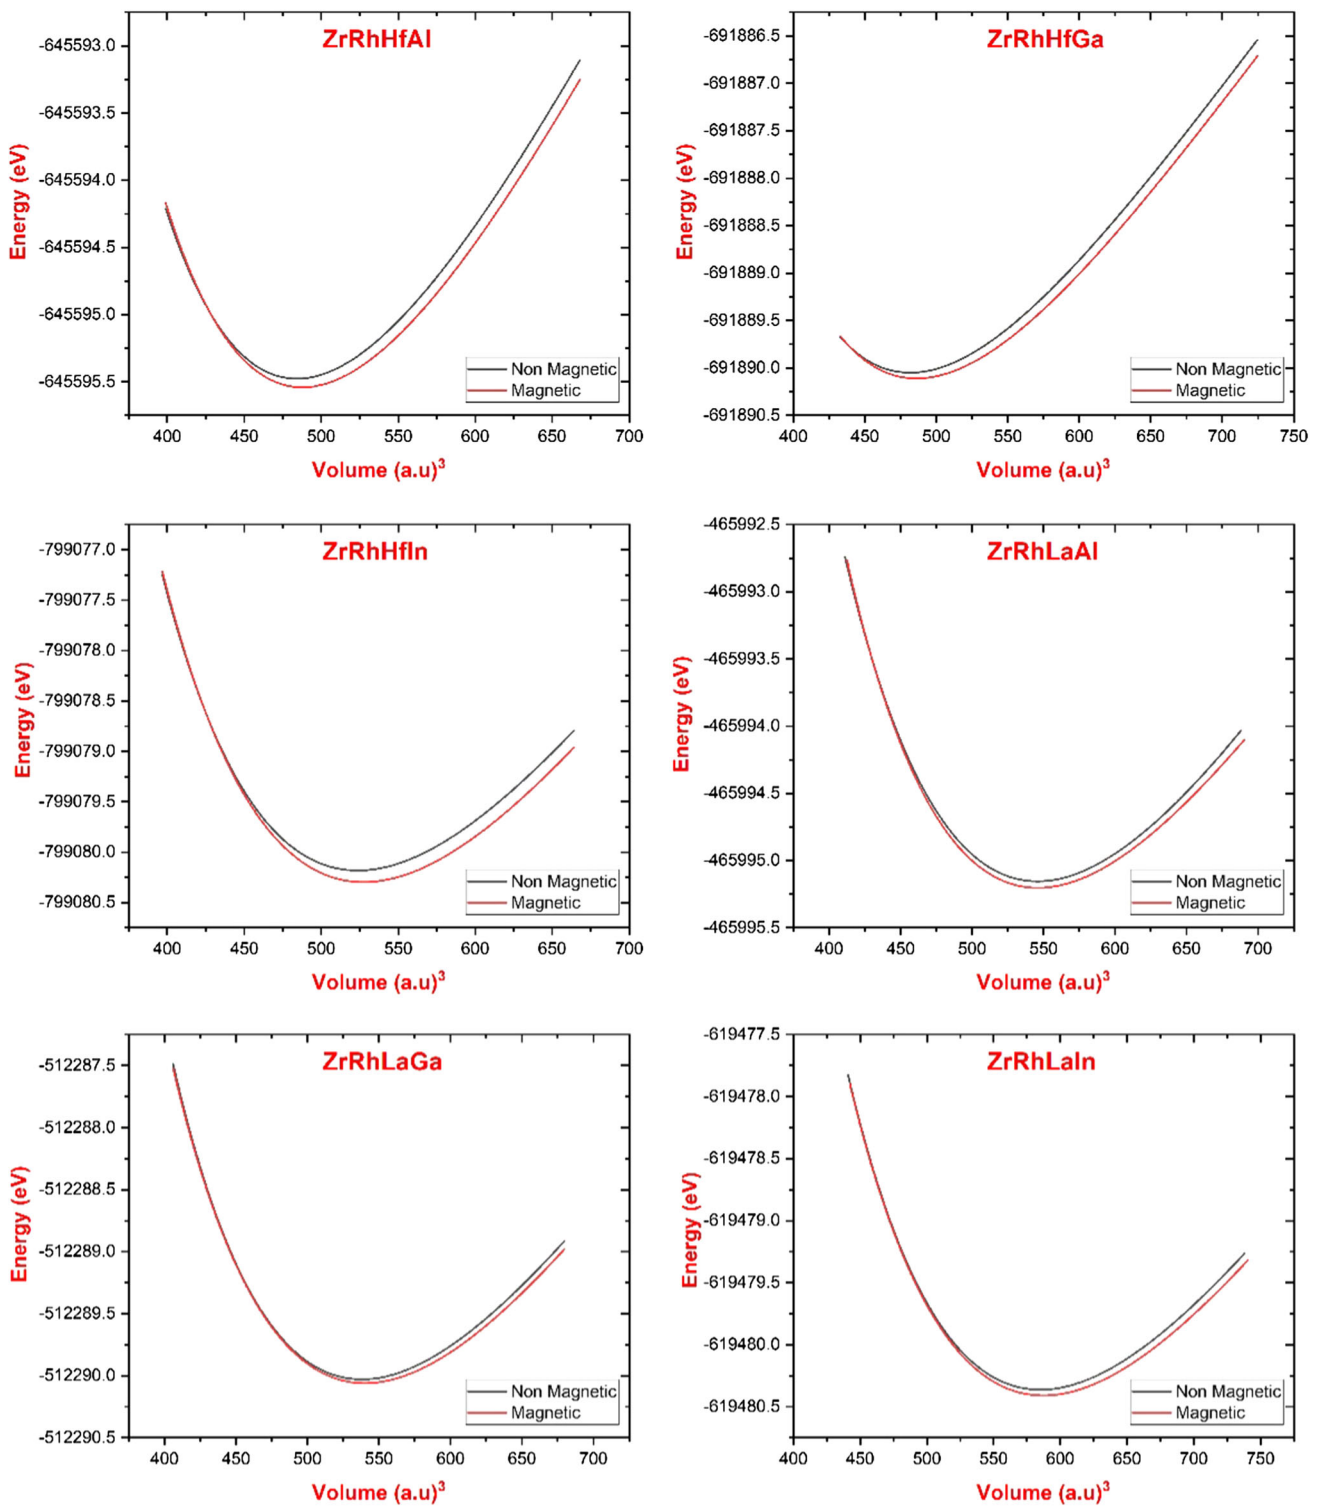 ZrRhHfAl
Energy (eV)
-645593.0
-645593.5
-645594.0
-645594.5
-645595.0
-645595.5
Non Magnetic
Magnetic
400 450 500 550 600 650 700
Volume (a.u)³
ZrRhHfGa
Energy (eV)
-691886.5
-691887.0
-691887.5
-691888.0
-691888.5
-691889.0
-691889.5
-691890.0
-691890.5
Non Magnetic
Magnetic
400 450 500 550 600 650 700 750
Volume (a.u)³
ZrRhHfIn
Energy (eV)
-799077.0
-799077.5
-799078.0
-799078.5
-799079.0
-799079.5
-799080.0
-799080.5
Non Magnetic
Magnetic
400 450 500 550 600 650 700
Volume (a.u)³
ZrRhLaAl
Energy (eV)
-465992.5
-465993.0
-465993.5
-465994.0
-465994.5
-465995.0
-465995.5
Non Magnetic
Magnetic
400 450 500 550 600 650 700
Volume (a.u)³
ZrRhLaGa
Energy (eV)
-512287.5
-512288.0
-512288.5
-512289.0
-512289.5
-512290.0
-512290.5
Non Magnetic
Magnetic
400 450 500 550 600 650 700
Volume (a.u)³
ZrRhLaIn
Energy (eV)
-619477.5
-619478.0
-619478.5
-619479.0
-619479.5
-619480.0
-619480.5
Non Magnetic
Magnetic
400 450 500 550 600 650 700 750
Volume (a.u)³